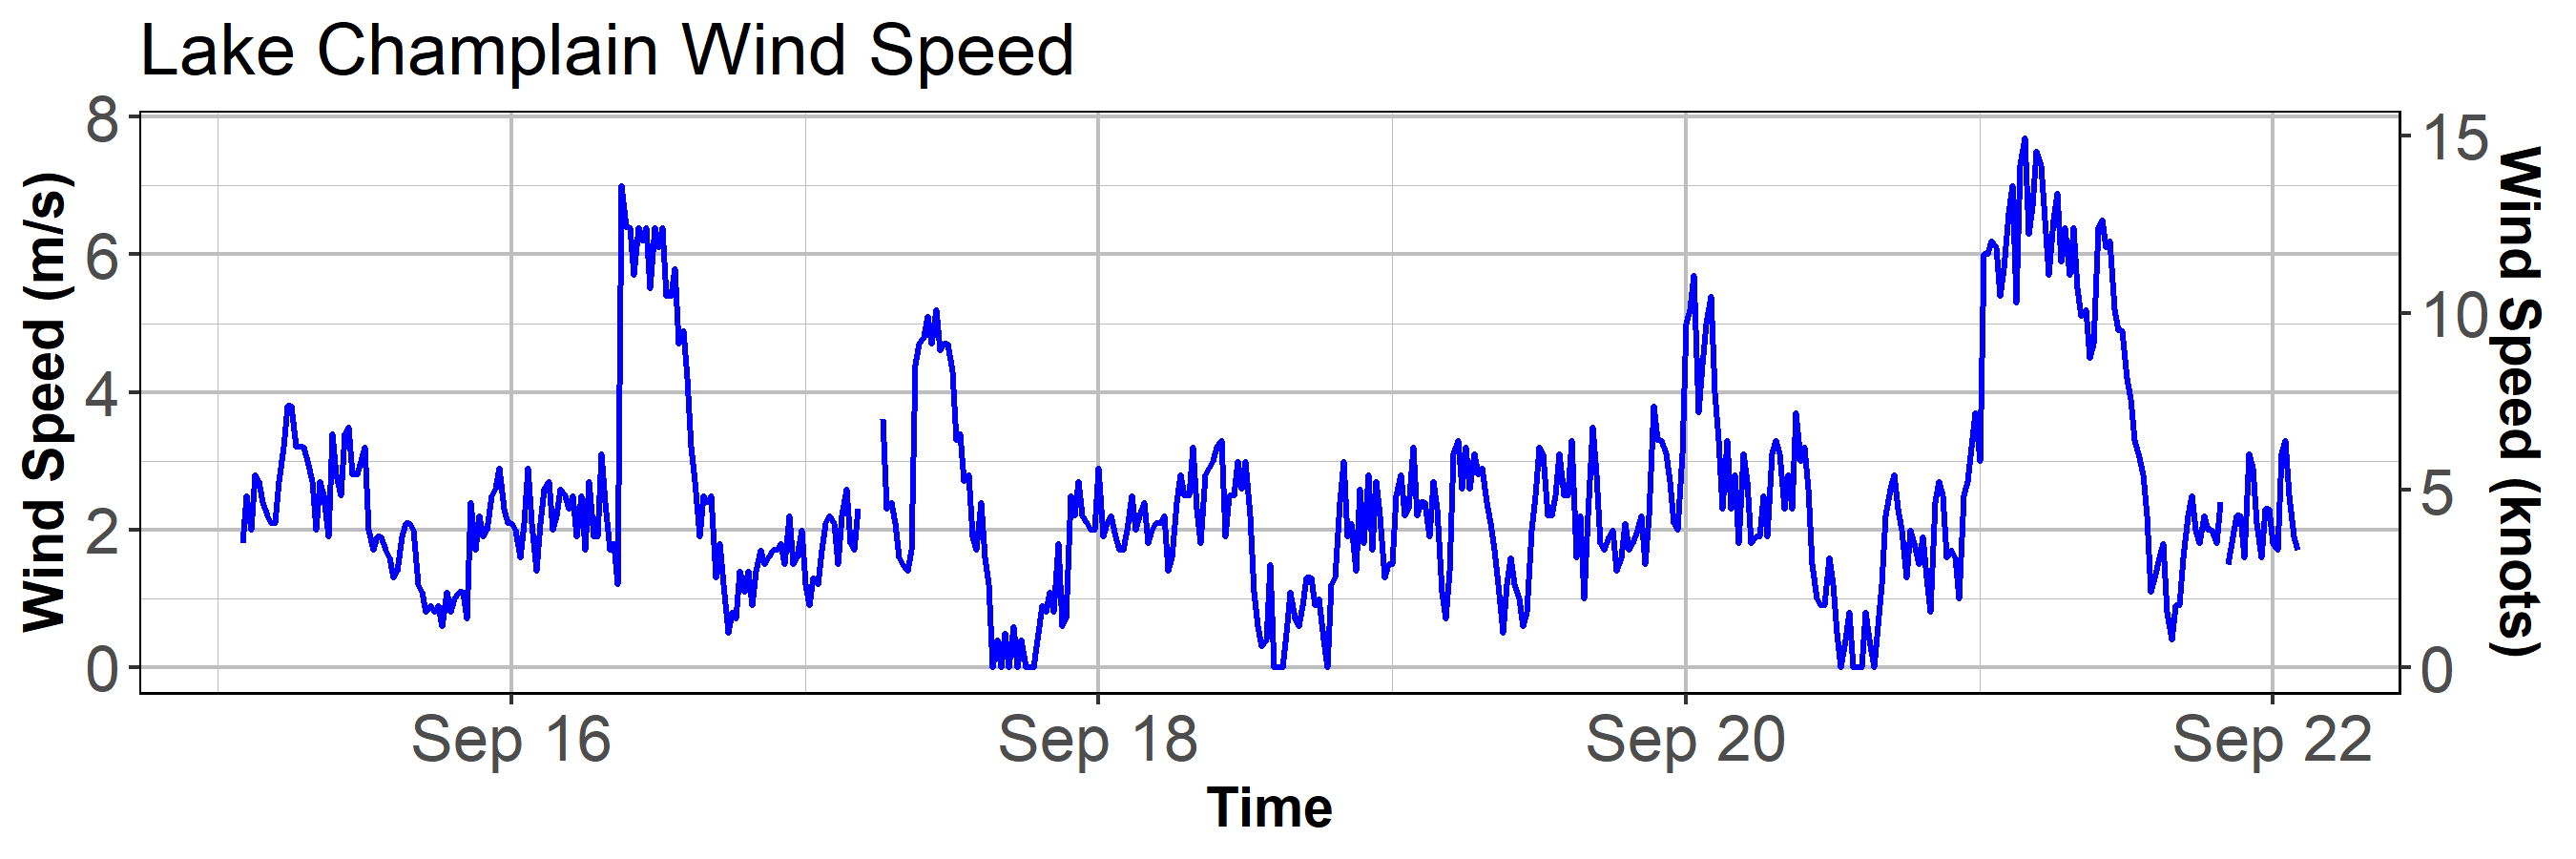 Lake Champlain Wind Speed
8
6
4
2
0
Wind Speed (m/s)
15
10
5
0
Wind Speed (knots)
Sep 16 Sep 18 Sep 20 Sep 22
Time